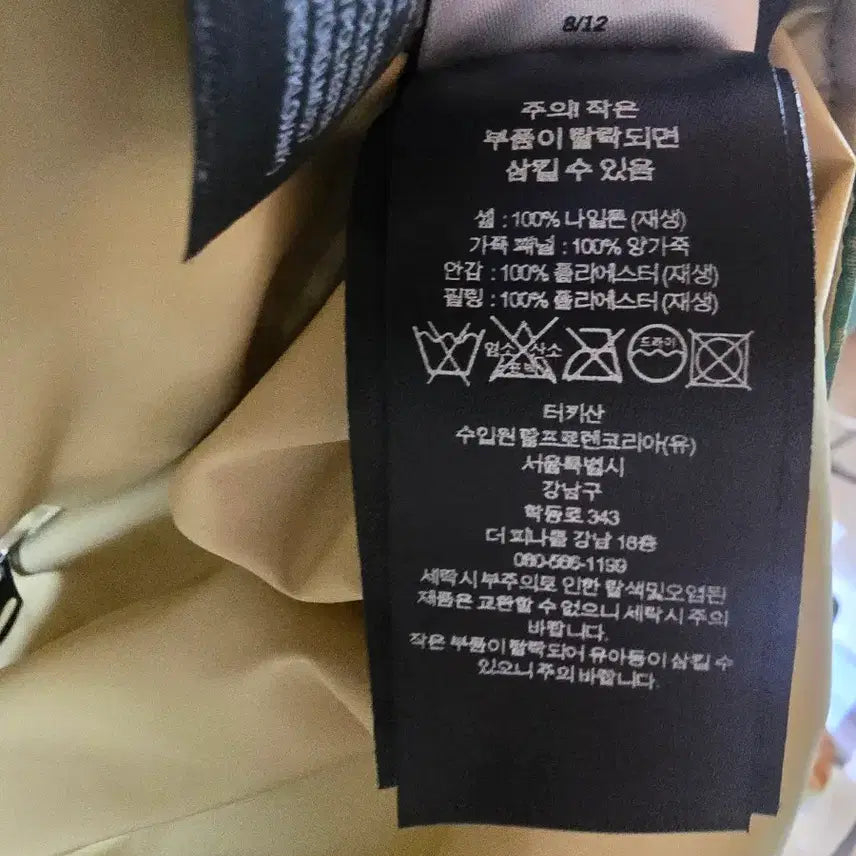 8/12
주의! 작은
부품이 탈락되면
삼킬 수 있음
셀 : 100% 나일론 (재생)
가죽 패널 : 100% 양가죽
안감 : 100% 폴리에스터 (재생)
필링 : 100% 폴리에스터 (재생)
염소 산소
표백
드라이
터키산
수입원 랄프로렌코리아(유)
서울특별시
강남구
학동로 343
더 피나클 강남 16층
080-566-1199
세탁시 부주의로 인한 탈색및오염된
제품은 교환할 수 없으니 세탁시 주의
바랍니다.
작은 부품이 탈락되어 유아등이 삼킬 수
있으니 주의 바랍니다.